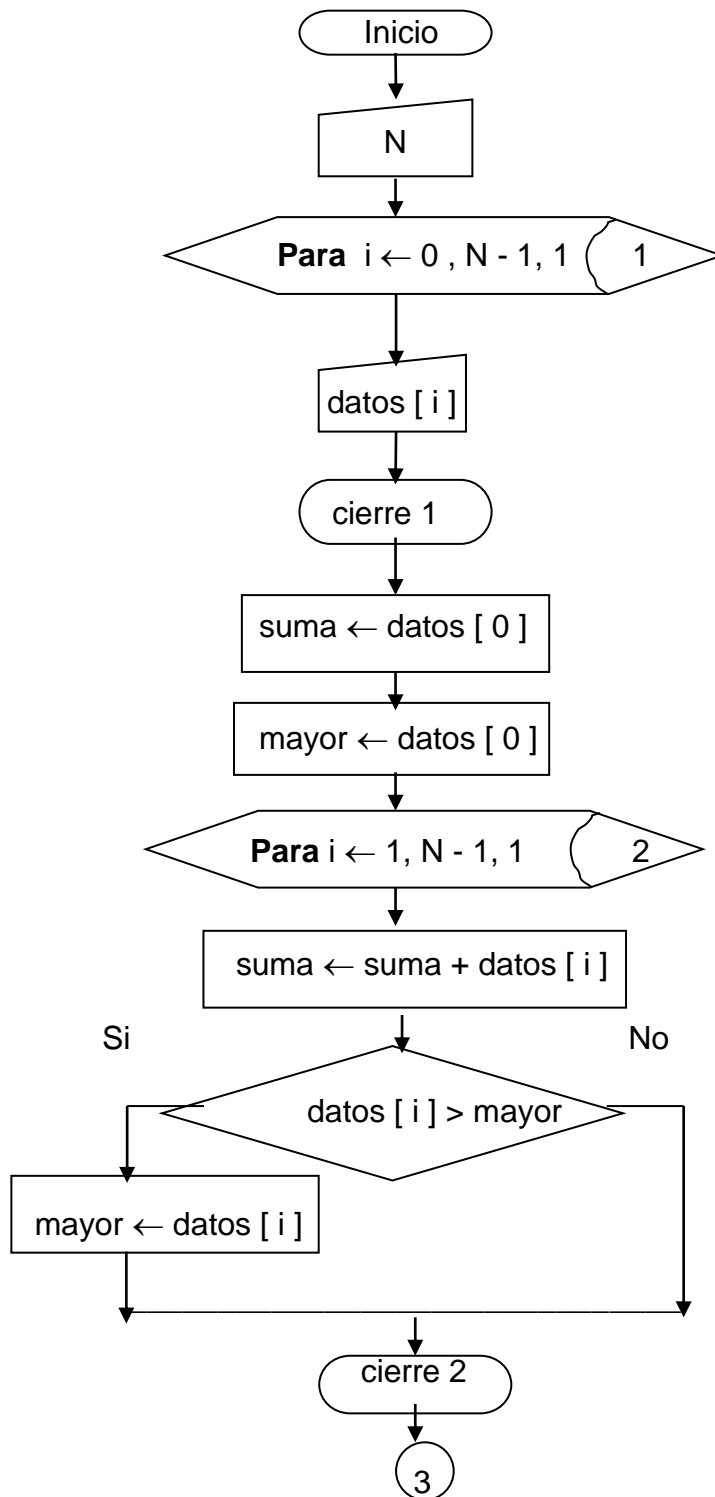 Inicio
N
Para i ← 0 , N - 1, 1
1
datos [ i ]
cierre 1
suma ← datos [ 0 ]
mayor ← datos [ 0 ]
Para i ← 1, N - 1, 1
2
suma ← suma + datos [ i ]
Si
No
datos [ i ] > mayor
mayor ← datos [ i ]
cierre 2
3